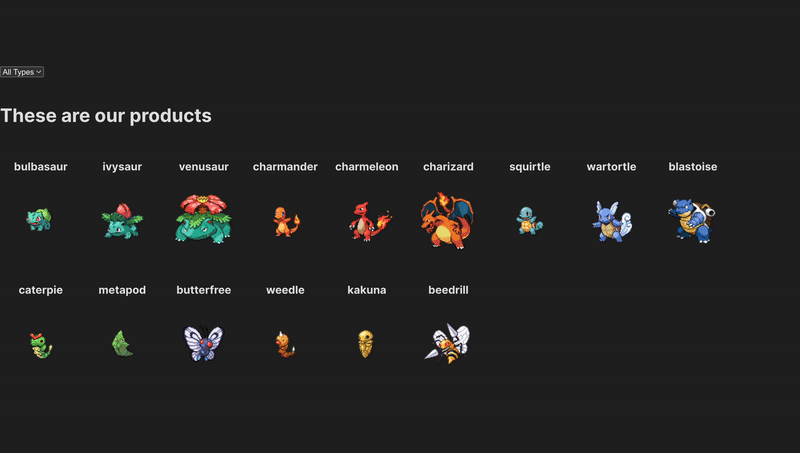 All Types
These are our products
bulbasaur ivysaur venusaur charmander charmeleon charizard squirtle wartortle blastoise
caterpie metapod butterfree weedle kakuna beedrill